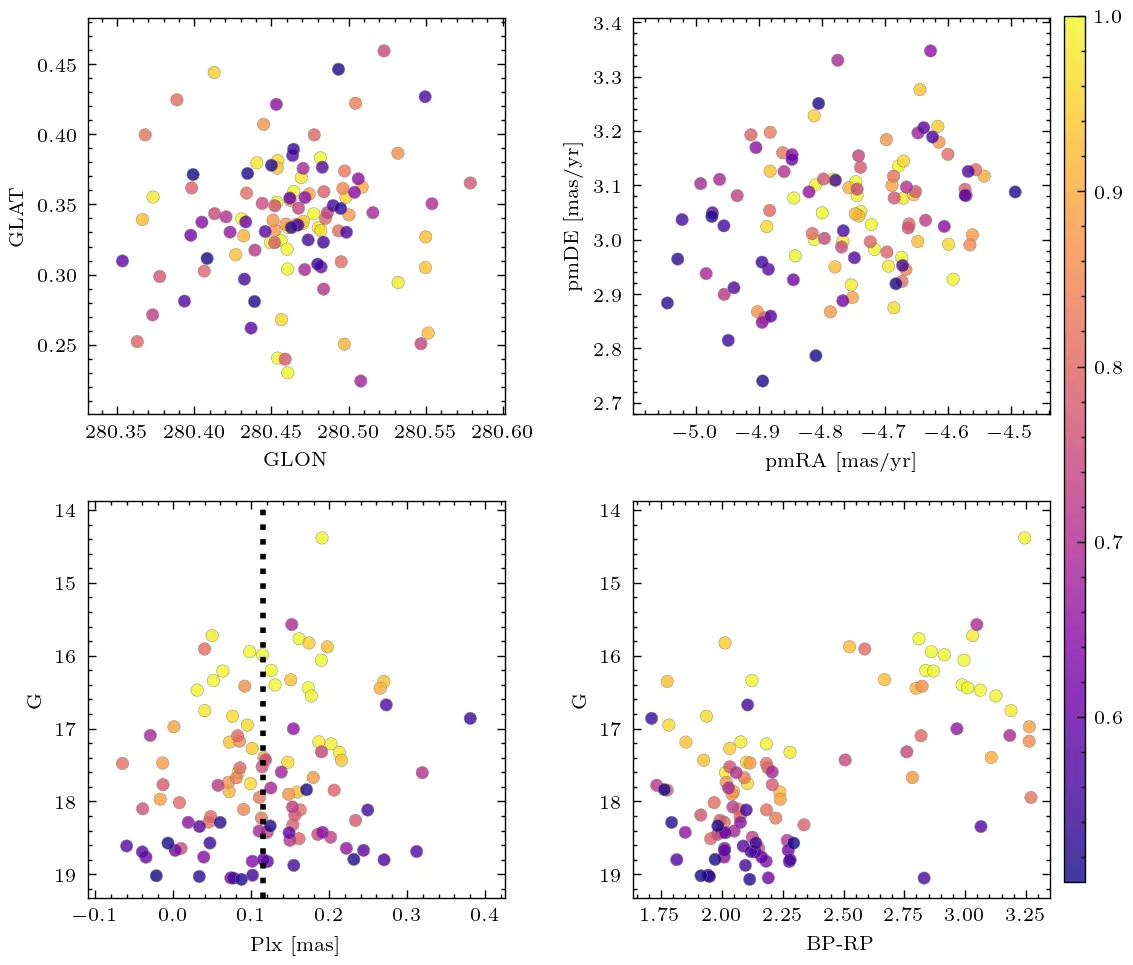 0.45
0.40
0.35
0.30
0.25
GLAT
280.35 280.40 280.45 280.50 280.55 280.60
GLON
3.4
3.3
3.2
3.1
3.0
2.9
2.8
2.7
pmDE [mas/yr]
−5.0 −4.9 −4.8 −4.7 −4.6 −4.5
pmRA [mas/yr]
1.0
0.9
0.8
0.7
0.6
14
15
16
17
18
19
G
−0.1 0.0 0.1 0.2 0.3 0.4
Plx [mas]
14
15
16
17
18
19
G
1.75 2.00 2.25 2.50 2.75 3.00 3.25
BP-RP